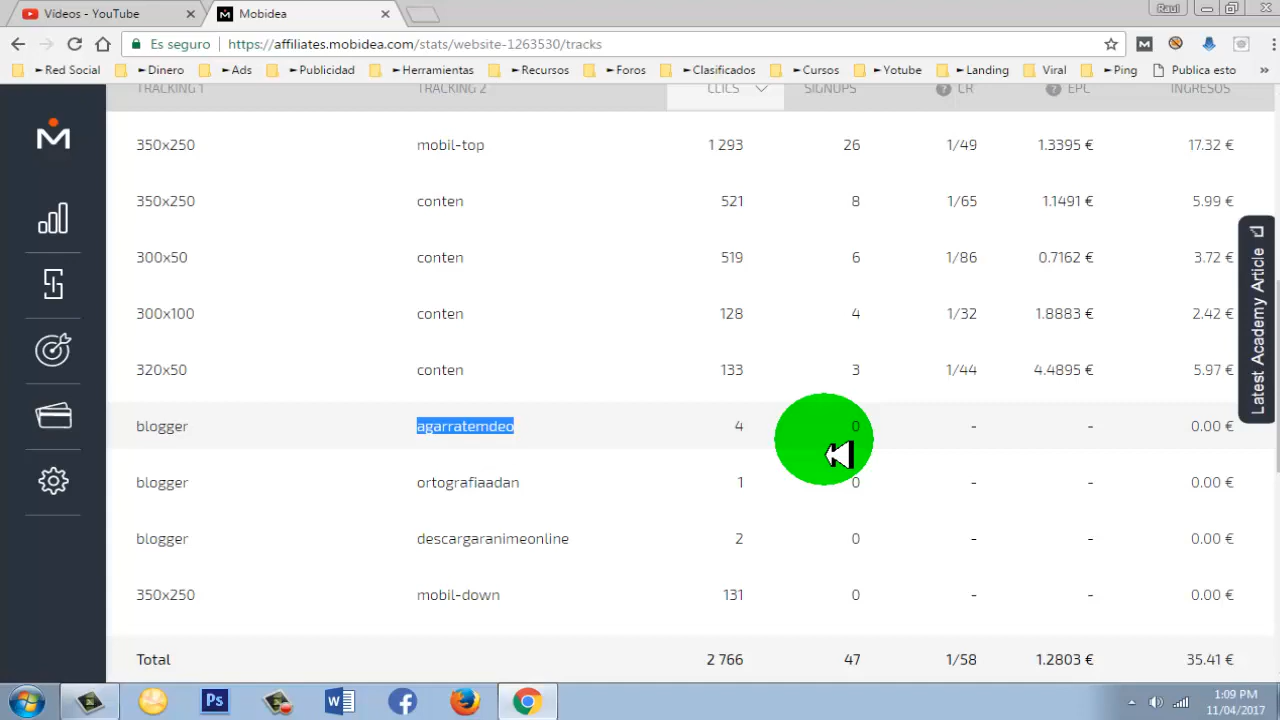 Videos - YouTube
Mobidea
Raul
Es seguro
https://affiliates.mobidea.com/stats/website-1263530/tracks
Red Social
Dinero
Ads
Publicidad
Herramientas
Recursos
Foros
Clasificados
Cursos
Yotube
Landing
Viral
Ping
Publica esto
»
TRACKING 1 TRACKING 2 CLICS SIGNUPS ? CR ? EPL INGRESOS
350x250 mobil-top 1 293 26 1/49 1.3395 € 17.32 €
350x250 conten 521 8 1/65 1.1491 € 5.99 €
300x50 conten 519 6 1/86 0.7162 € 3.72 €
300x100 conten 128 4 1/32 1.8883 € 2.42 €
320x50 conten 133 3 1/44 4.4895 € 5.97 €
blogger agarratemdeo 4 0 - - 0.00 €
blogger ortografiaadan 1 0 - - 0.00 €
blogger descargaranimeonline 2 0 - - 0.00 €
350x250 mobil-down 131 0 - - 0.00 €
Total 2 766 47 1/58 1.2803 € 35.41 €
Latest Academy Article
Ps
W
1:09 PM
11/04/2017